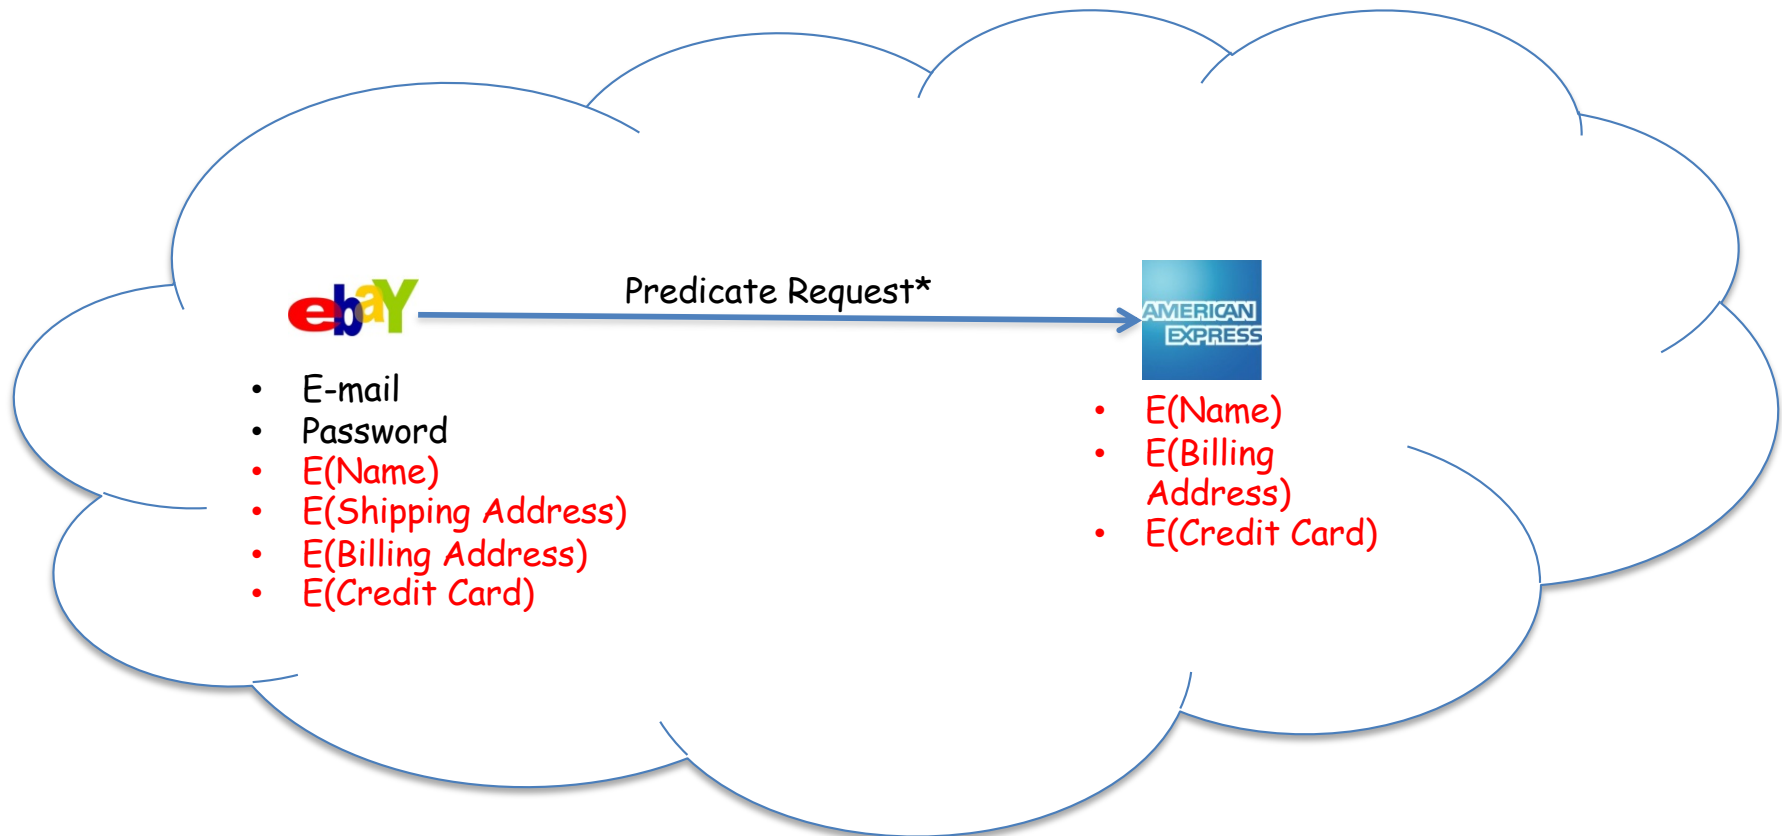 ebaY
Predicate Request*
AMERICAN
EXPRESS
• E-mail
• Password
• E(Name)
• E(Shipping Address)
• E(Billing Address)
• E(Credit Card)
• E(Name)
• E(Billing
Address)
• E(Credit Card)